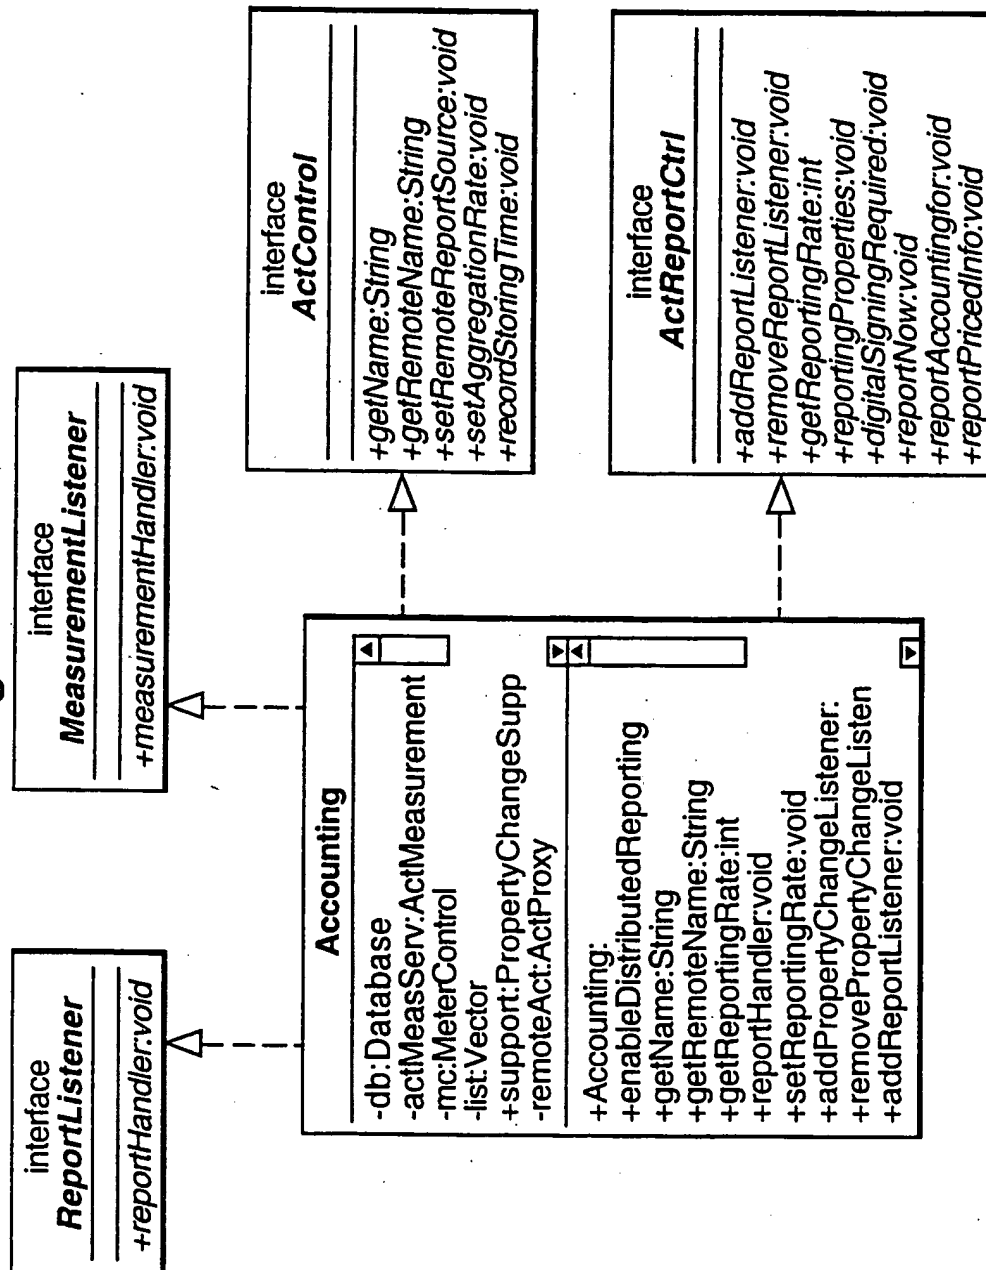 interface
ReportListener
+reportHandler:void
interface
MeasurementListener
+measurementHandler:void
Accounting
-db:Database
-actMeasServ:ActMeasurement
-mc:MeterControl
-list:Vector
+support:PropertyChangeSupp
-remoteAct:ActProxy
+Accounting:
+enableDistributedReporting
+getName:String
+getRemoteName:String
+getReportingRate:int
+reportHandler:void
+setReportingRate:void
+addPropertyChangeListener:
+removePropertyChangeListen
+addReportListener:void
interface
ActControl
+getName:String
+getRemoteName:String
+setRemoteReportSource:void
+setAggregationRate:void
+recordStoringTime:void
interface
ActReportCtrl
+addReportListener:void
+removeReportListener:void
+getReportingRate:int
+reportingProperties:void
+digitalSigningRequired:void
+reportNow:void
+reportAccountingfor:void
+reportPricedInfo:void